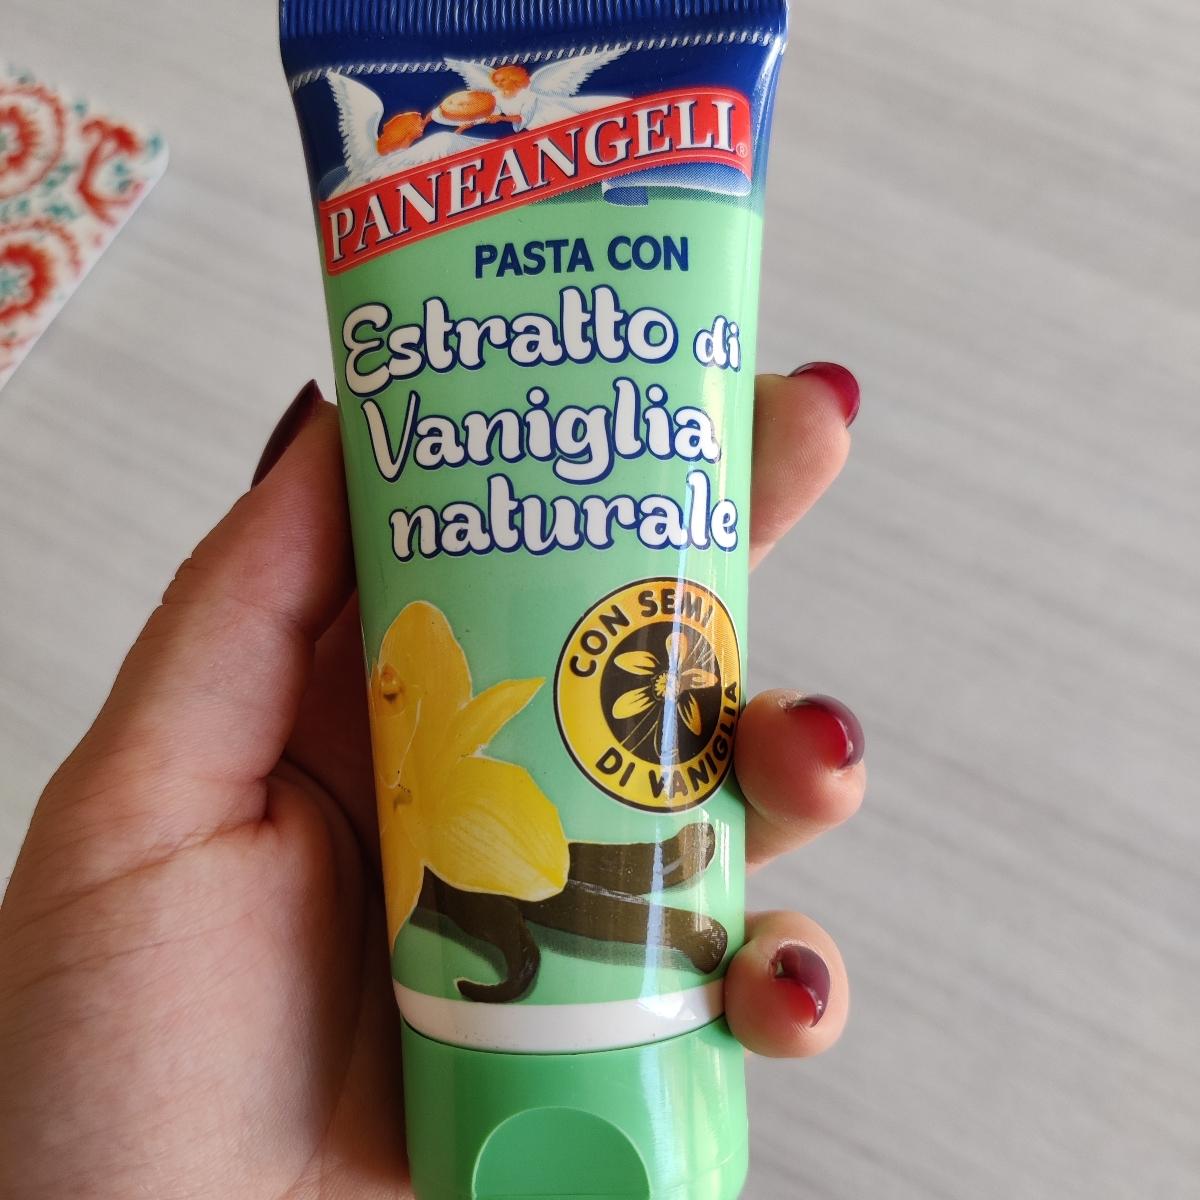 PANEANGELI®
PASTA CON
Estratto di
Vaniglia
naturale
CON SEMI
DI VANIGLIA